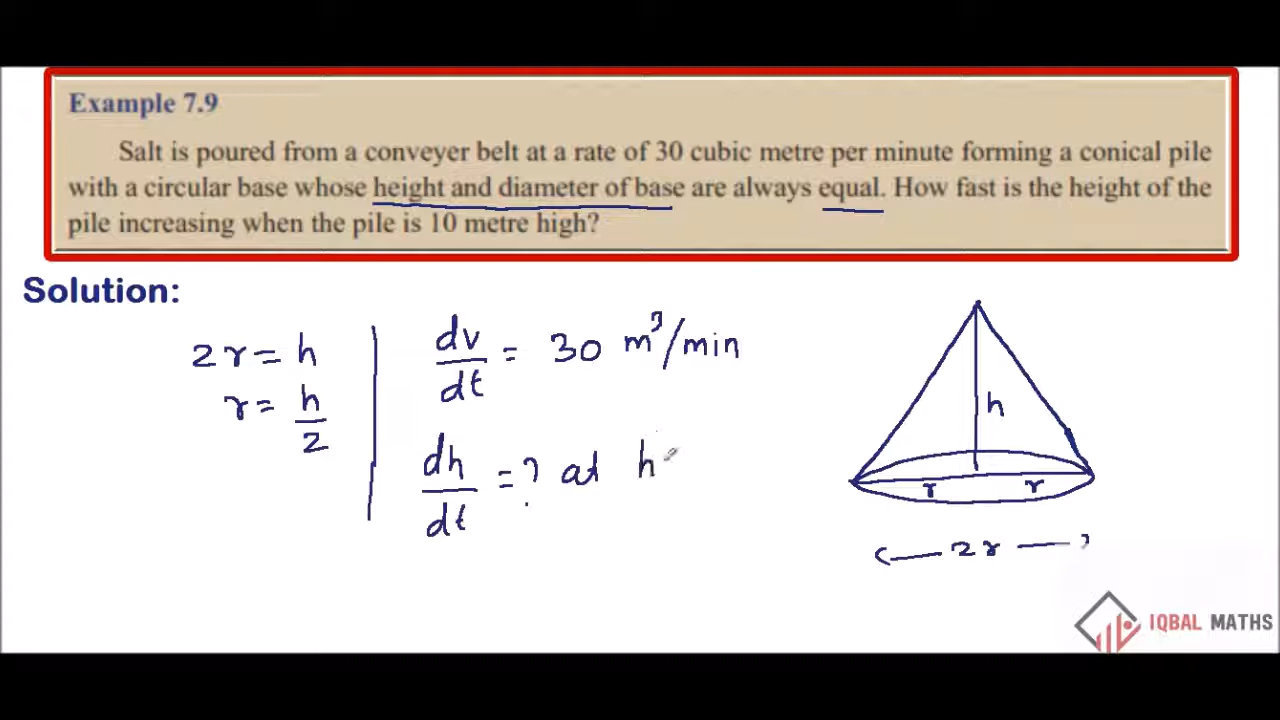 Example 7.9
Salt is poured from a conveyer belt at a rate of 30 cubic metre per minute forming a conical pile
with a circular base whose height and diameter of base are always equal. How fast is the height of the
pile increasing when the pile is 10 metre high?
Solution:
2r = h
r = h/2
dv/dt = 30 m³/min
dh/dt = ? at h
h
r r
2r
IQBAL MATHS